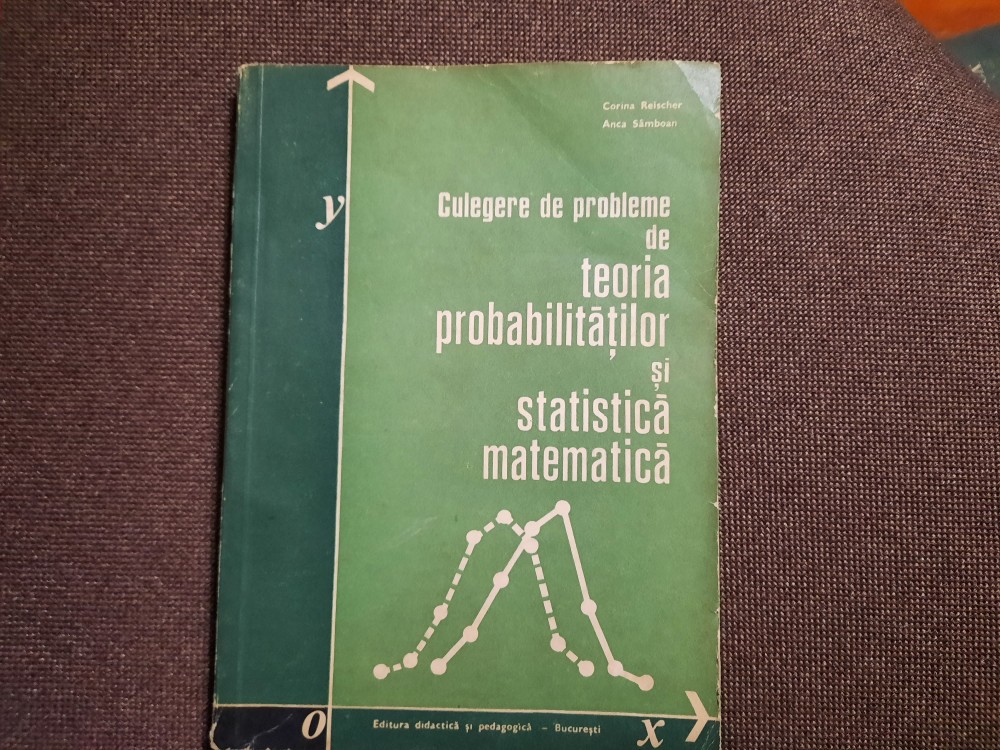 Corina Reischer
Anca Sâmboan
y
Culegere de probleme
de
teoria
probabilităților
și
statistică
matematică
o
Editura didactică și pedagogică – București
x